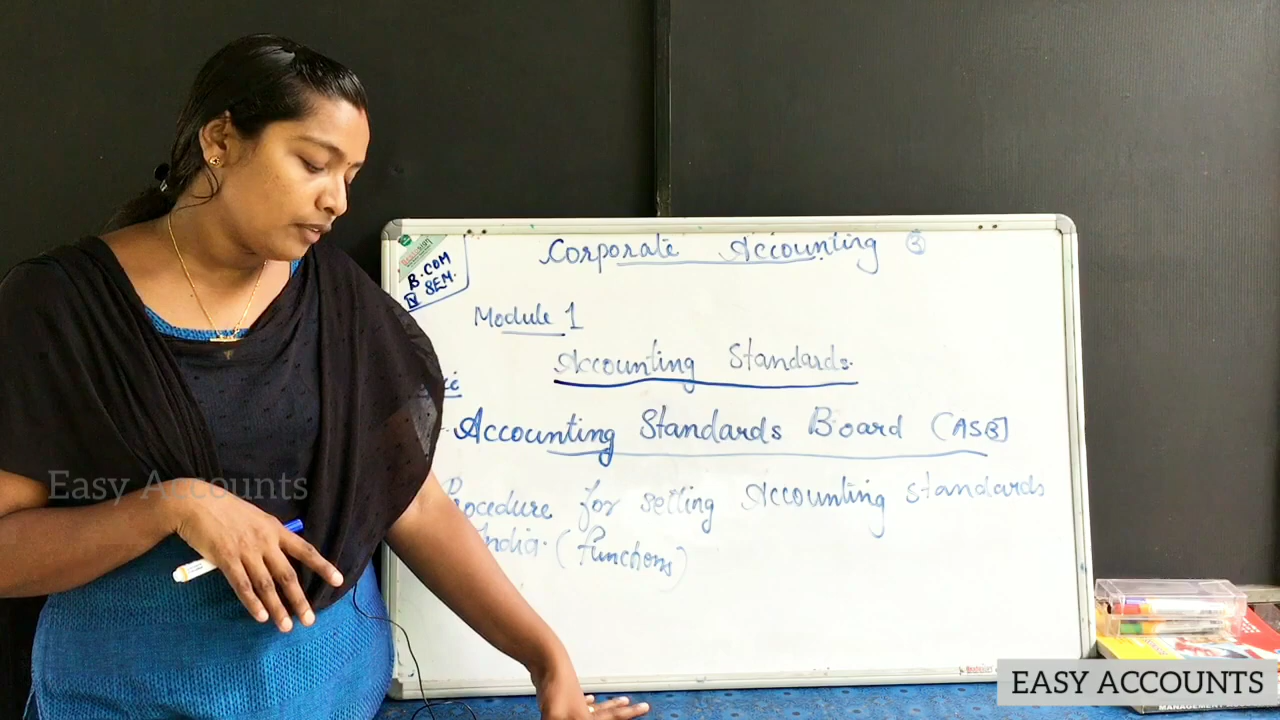 Corporate Accounting 3
B.COM
IV SEM.
Module 1
Accounting Standards.
Accounting Standards Board (ASB)
Procedure for setting Accounting standards
India. (functions)
Easy Accounts
EASY ACCOUNTS